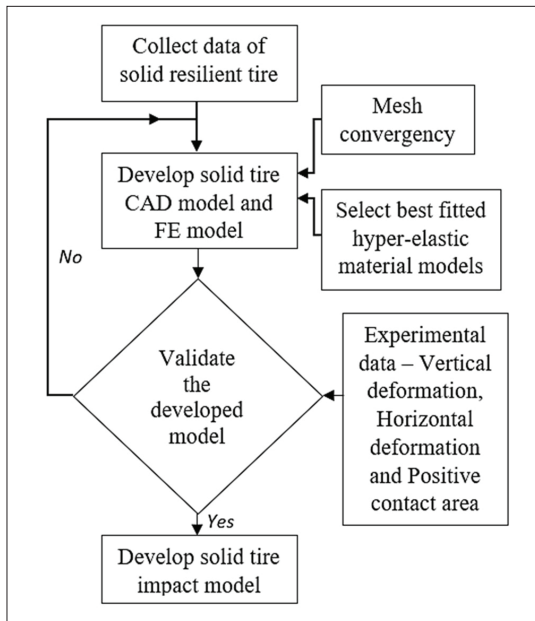 Collect data of
solid resilient tire
Mesh
convergency
Develop solid tire
CAD model and
FE model
Select best fitted
hyper-elastic
material models
No
Validate
the
developed
model
Experimental
data – Vertical
deformation,
Horizontal
deformation
and Positive
contact area
Yes
Develop solid tire
impact model